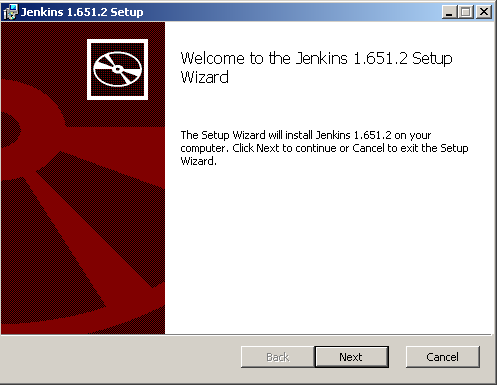 Jenkins 1.651.2 Setup
Welcome to the Jenkins 1.651.2 Setup
Wizard
The Setup Wizard will install Jenkins 1.651.2 on your
computer. Click Next to continue or Cancel to exit the Setup
Wizard.
Back
Next
Cancel